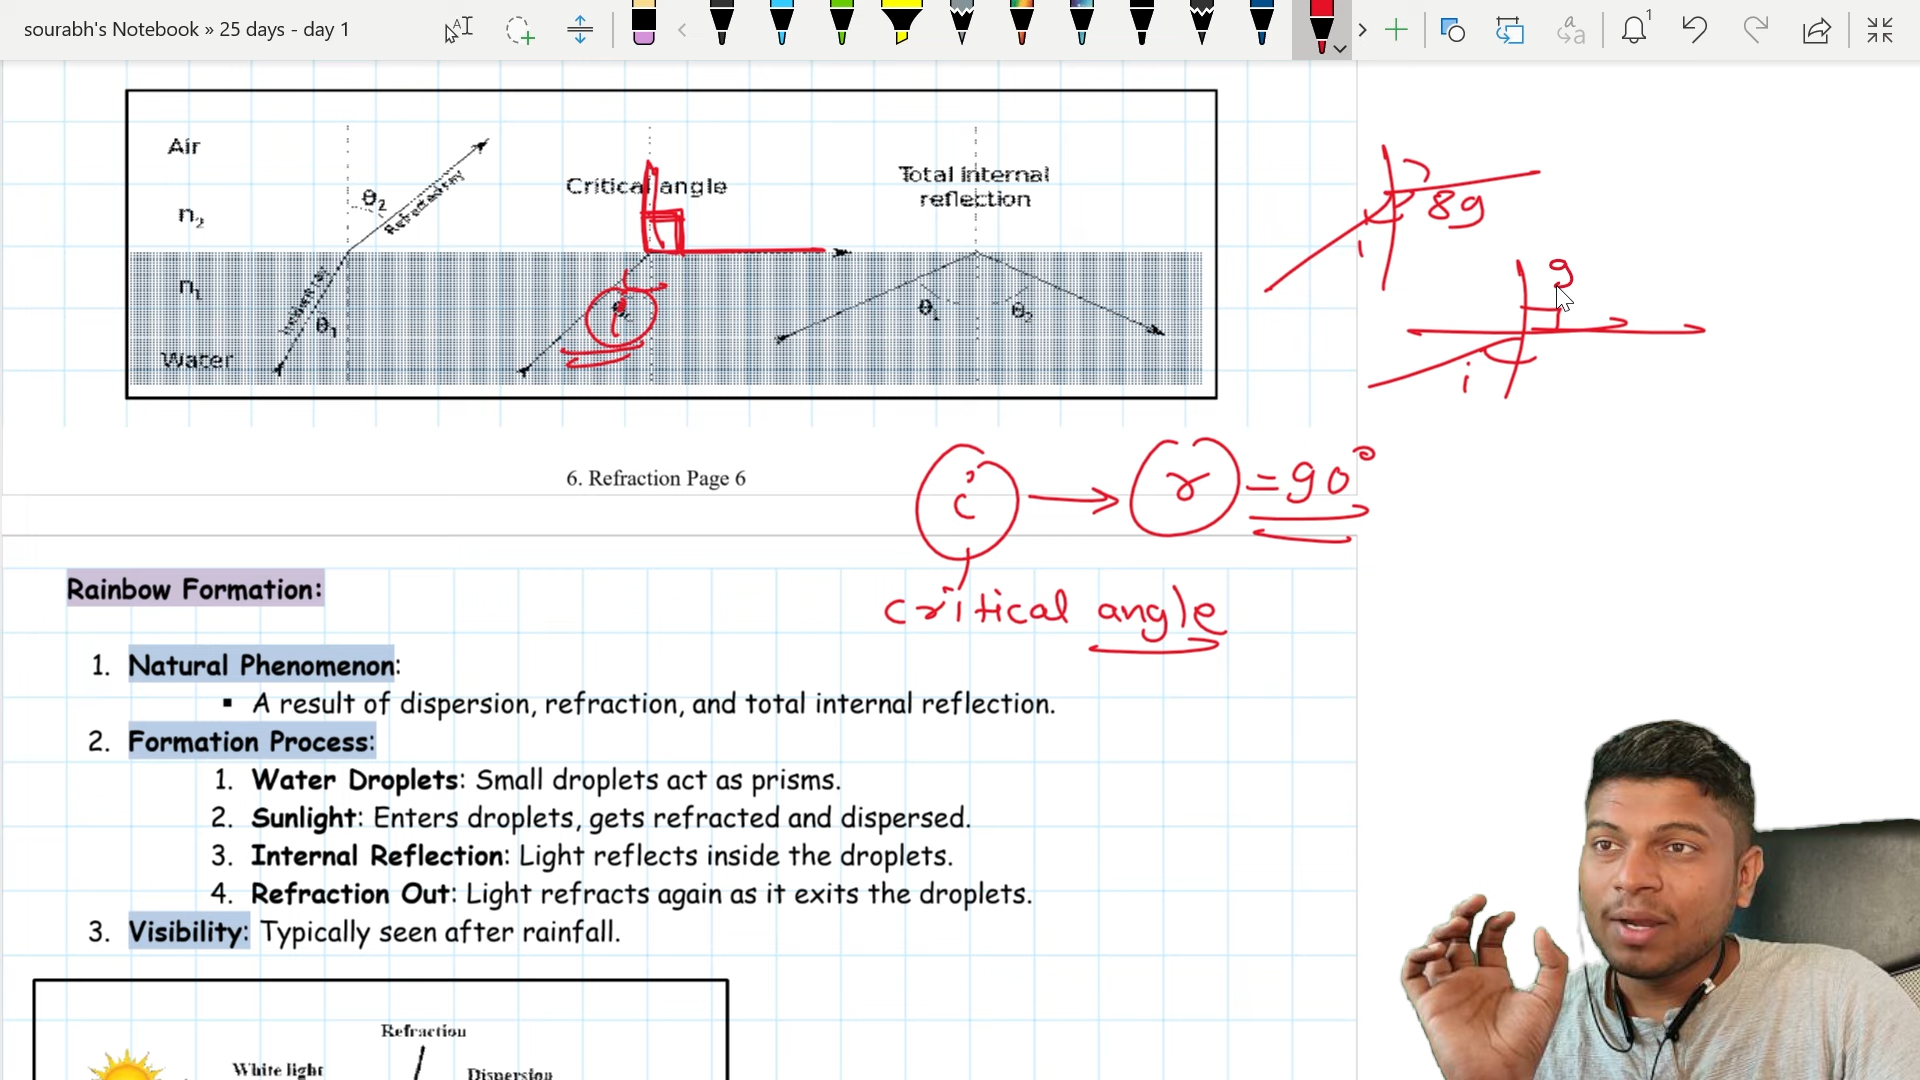 sourabh's Notebook » 25 days - day 1
1
Air
n2
θ2
Refracted ray
Critical angle
Total internal
reflection
n1
θ1
Water
θ1
θ2
89
i
9
i
6. Refraction Page 6
i → r = 90°
critical angle
Rainbow Formation:
1. Natural Phenomenon:
▪ A result of dispersion, refraction, and total internal reflection.
2. Formation Process:
1. Water Droplets: Small droplets act as prisms.
2. Sunlight: Enters droplets, gets refracted and dispersed.
3. Internal Reflection: Light reflects inside the droplets.
4. Refraction Out: Light refracts again as it exits the droplets.
3. Visibility: Typically seen after rainfall.
Refraction
White light
Dispersion